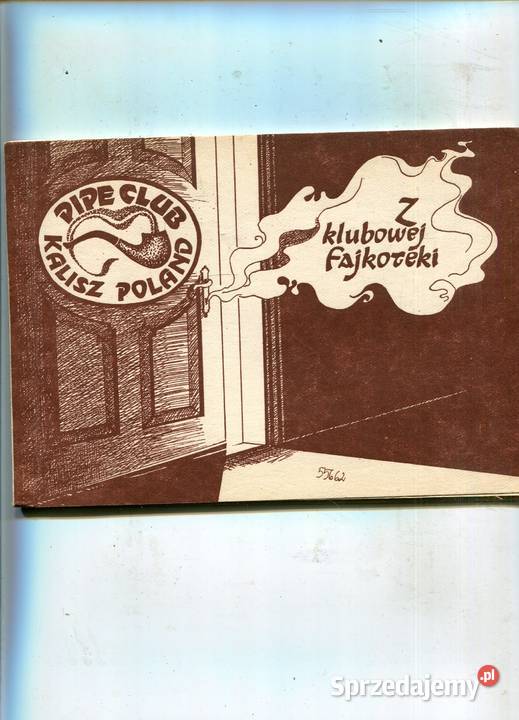 PIPE CLUB
KALISZ POLAND
Z
klubowej
fajkoteki
Sprzedajemy.pl